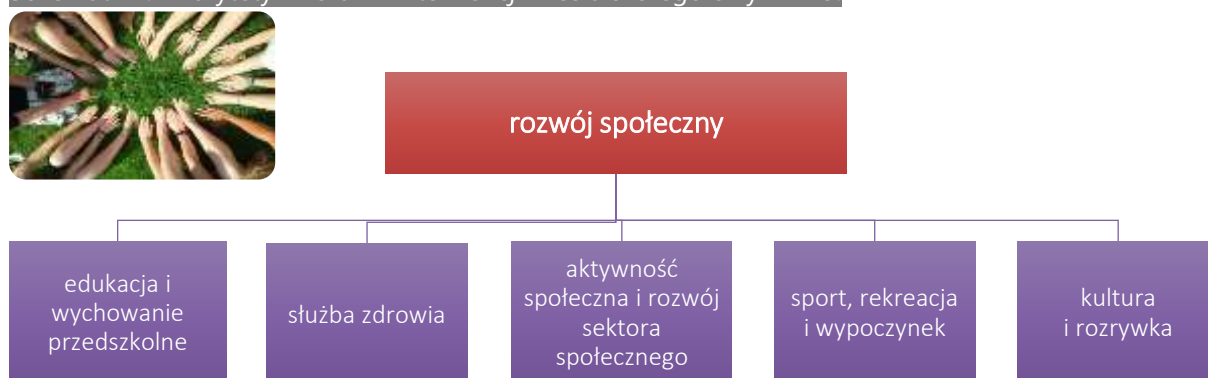 rozwój społeczny
edukacja i
wychowanie
przedszkolne
służba zdrowia
aktywność
społeczna i rozwój
sektora
społecznego
sport, rekreacja
i wypoczynek
kultura
i rozrywka